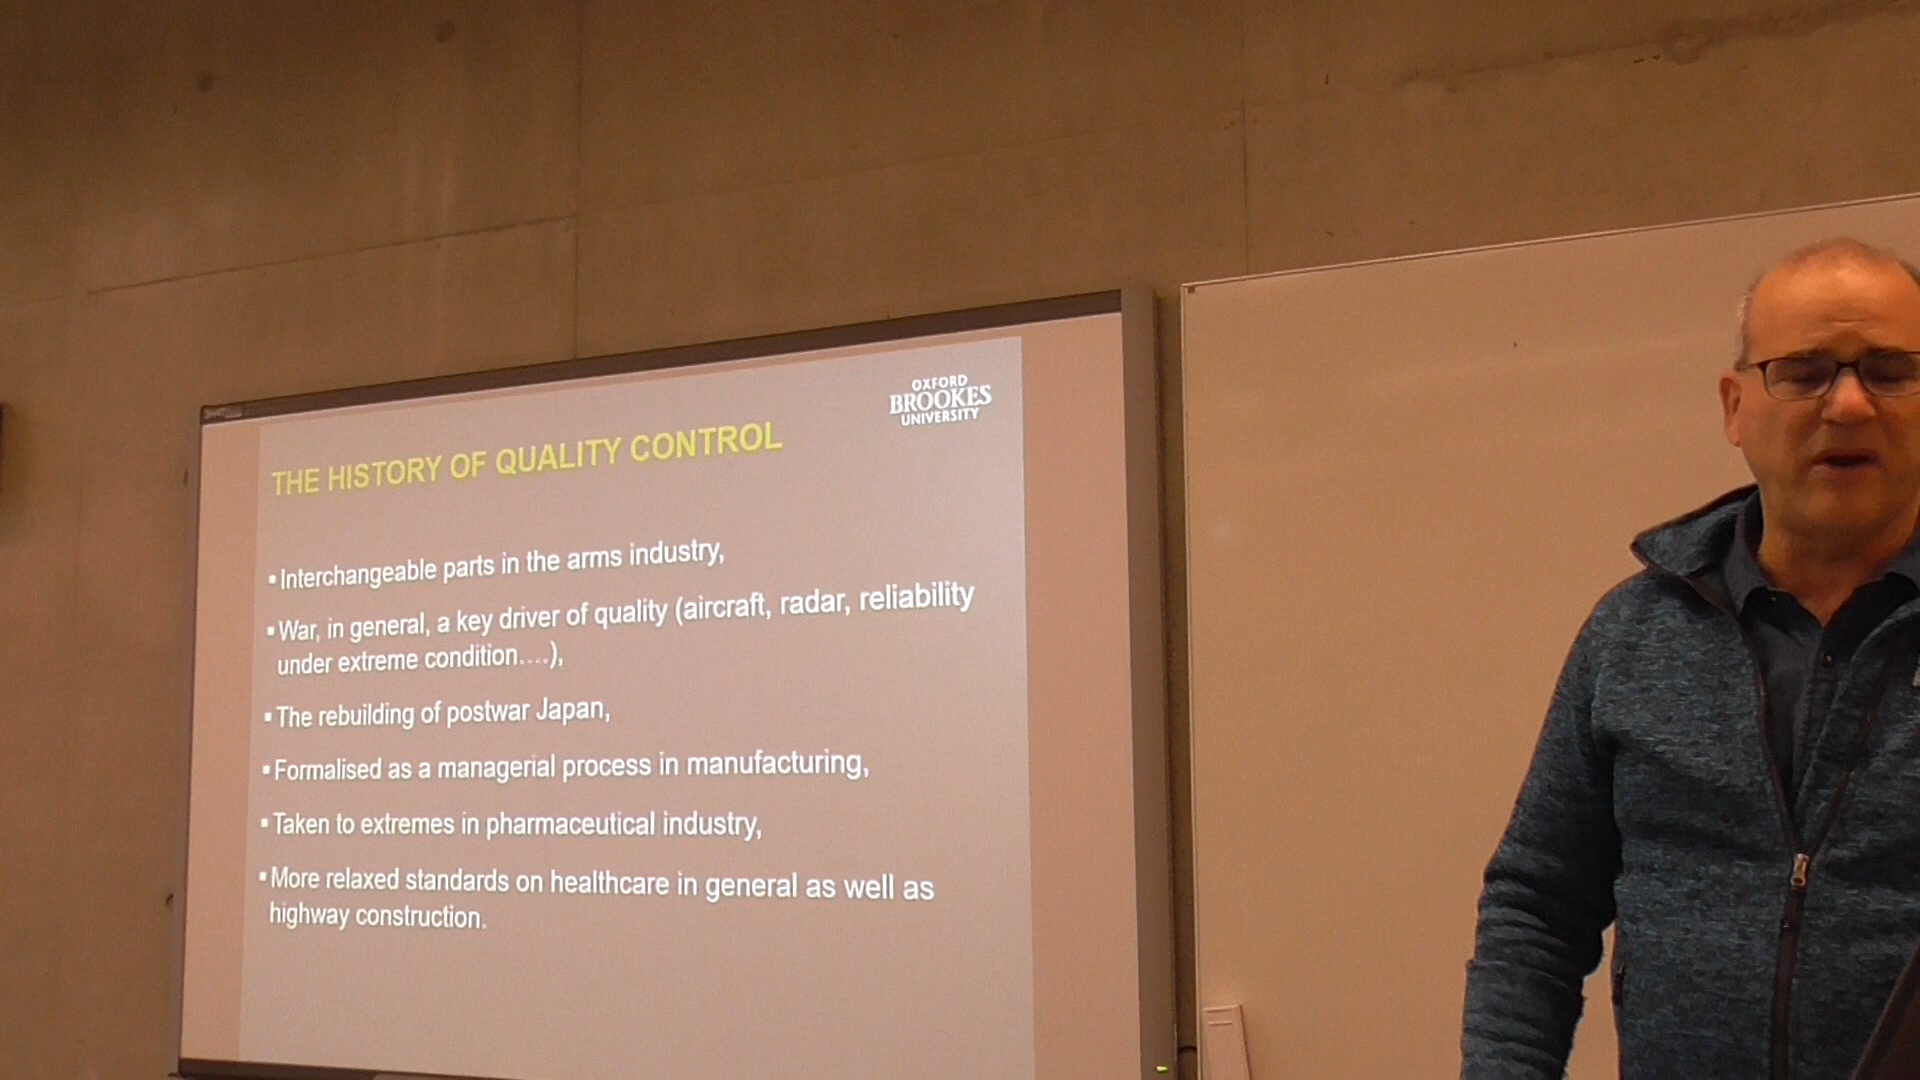 OXFORD
BROOKES
UNIVERSITY
THE HISTORY OF QUALITY CONTROL
▪ Interchangeable parts in the arms industry,
▪ War, in general, a key driver of quality (aircraft, radar, reliability
under extreme condition....),
▪ The rebuilding of postwar Japan,
▪ Formalised as a managerial process in manufacturing,
▪ Taken to extremes in pharmaceutical industry,
▪ More relaxed standards on healthcare in general as well as
highway construction.